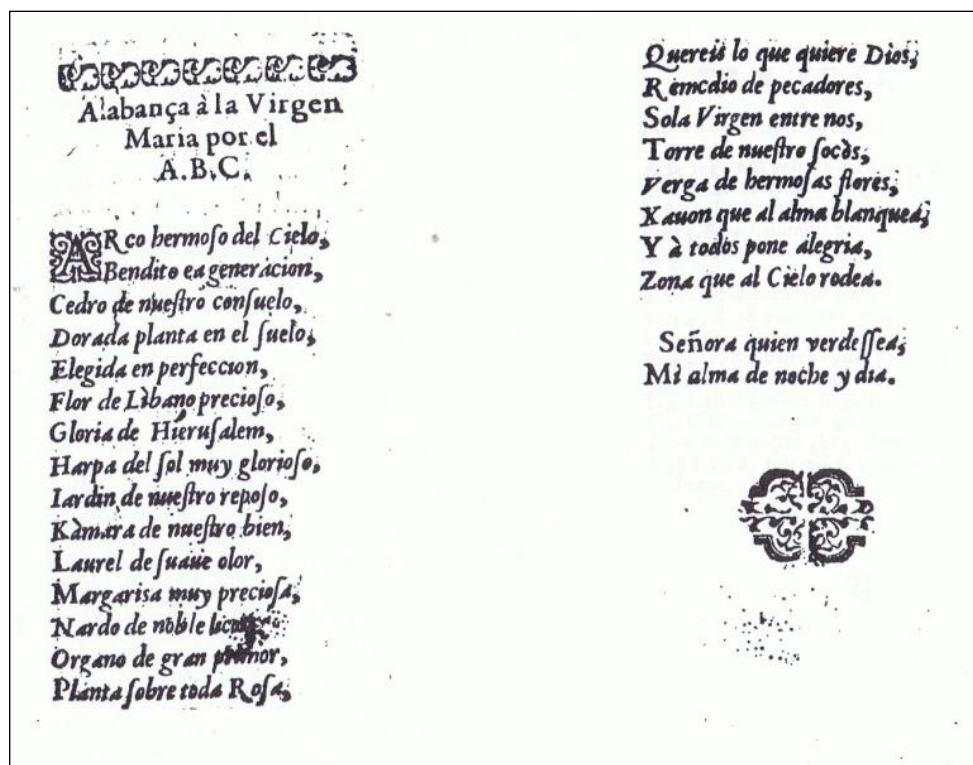 Alabança à la Virgen
Maria por el
A.B.C.
ARco hermoſo del Cielo,
Bendito ea generacion,
Cedro de nueſtro conſuelo,
Dorada planta en el ſuelo,
Elegida en perfeccion,
Flor de Lìbano precioſo,
Gloria de Hieruſalem,
Harpa del ſol muy glorioſo,
Iardin de nueſtro repoſo,
Kàmara de nueſtro bien,
Laurel de ſuaue olor,
Margarisa muy precioſa,
Nardo de noble
Organo de gran primor,
Planta ſobre toda Roſa,
Quereis lo que quiere Dios,
Remedio de pecadores,
Sola Virgen entre nos,
Torre de nueſtro ſocòs,
Verga de hermoſas flores,
Xauon que al alma blanquea,
Y à todos pone alegria,
Zona que al Cielo rodea.
Señora quien verdeſſea,
Mi alma de noche y dia.